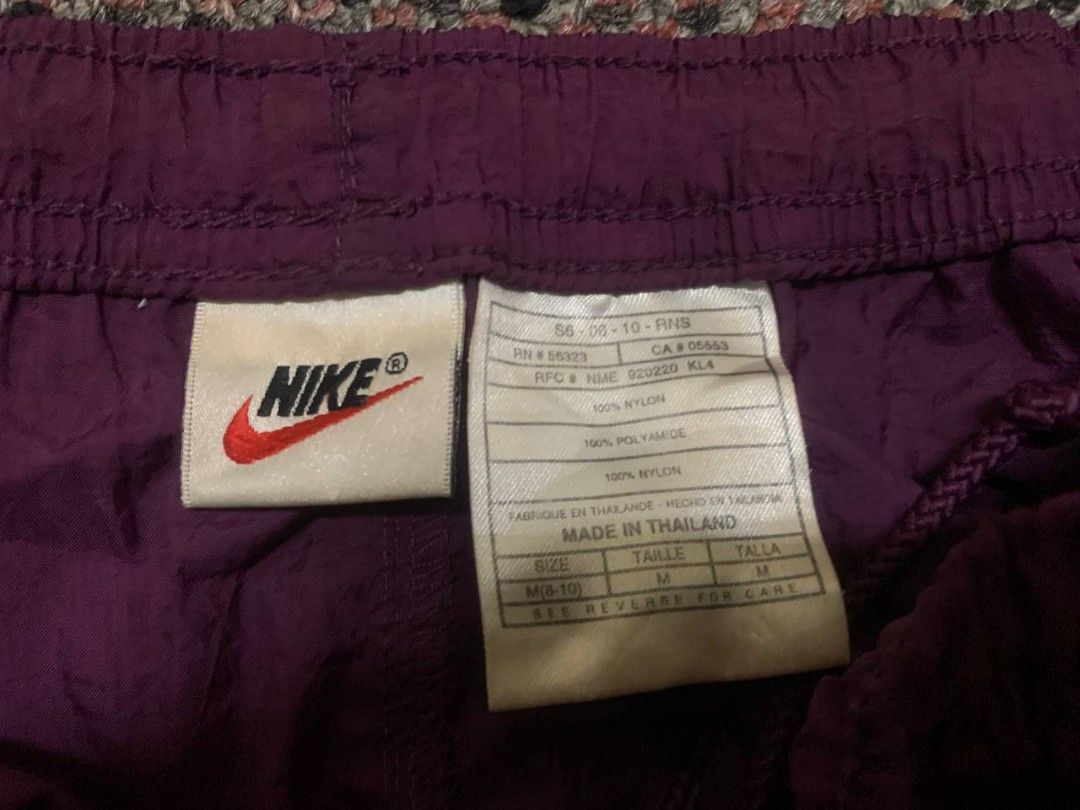 NIKE®
S6 - 06 - 10 - RNS
RN # 56323 CA # 05553
RFC # NME 920220 KL4
100% NYLON
100% POLYAMIDE
100% NYLON
FABRIQUE EN THAILANDE - HECHO EN TAILANDIA
MADE IN THAILAND
SIZE TAILLE TALLA
M(8-10) M M
SEE REVERSE FOR CARE